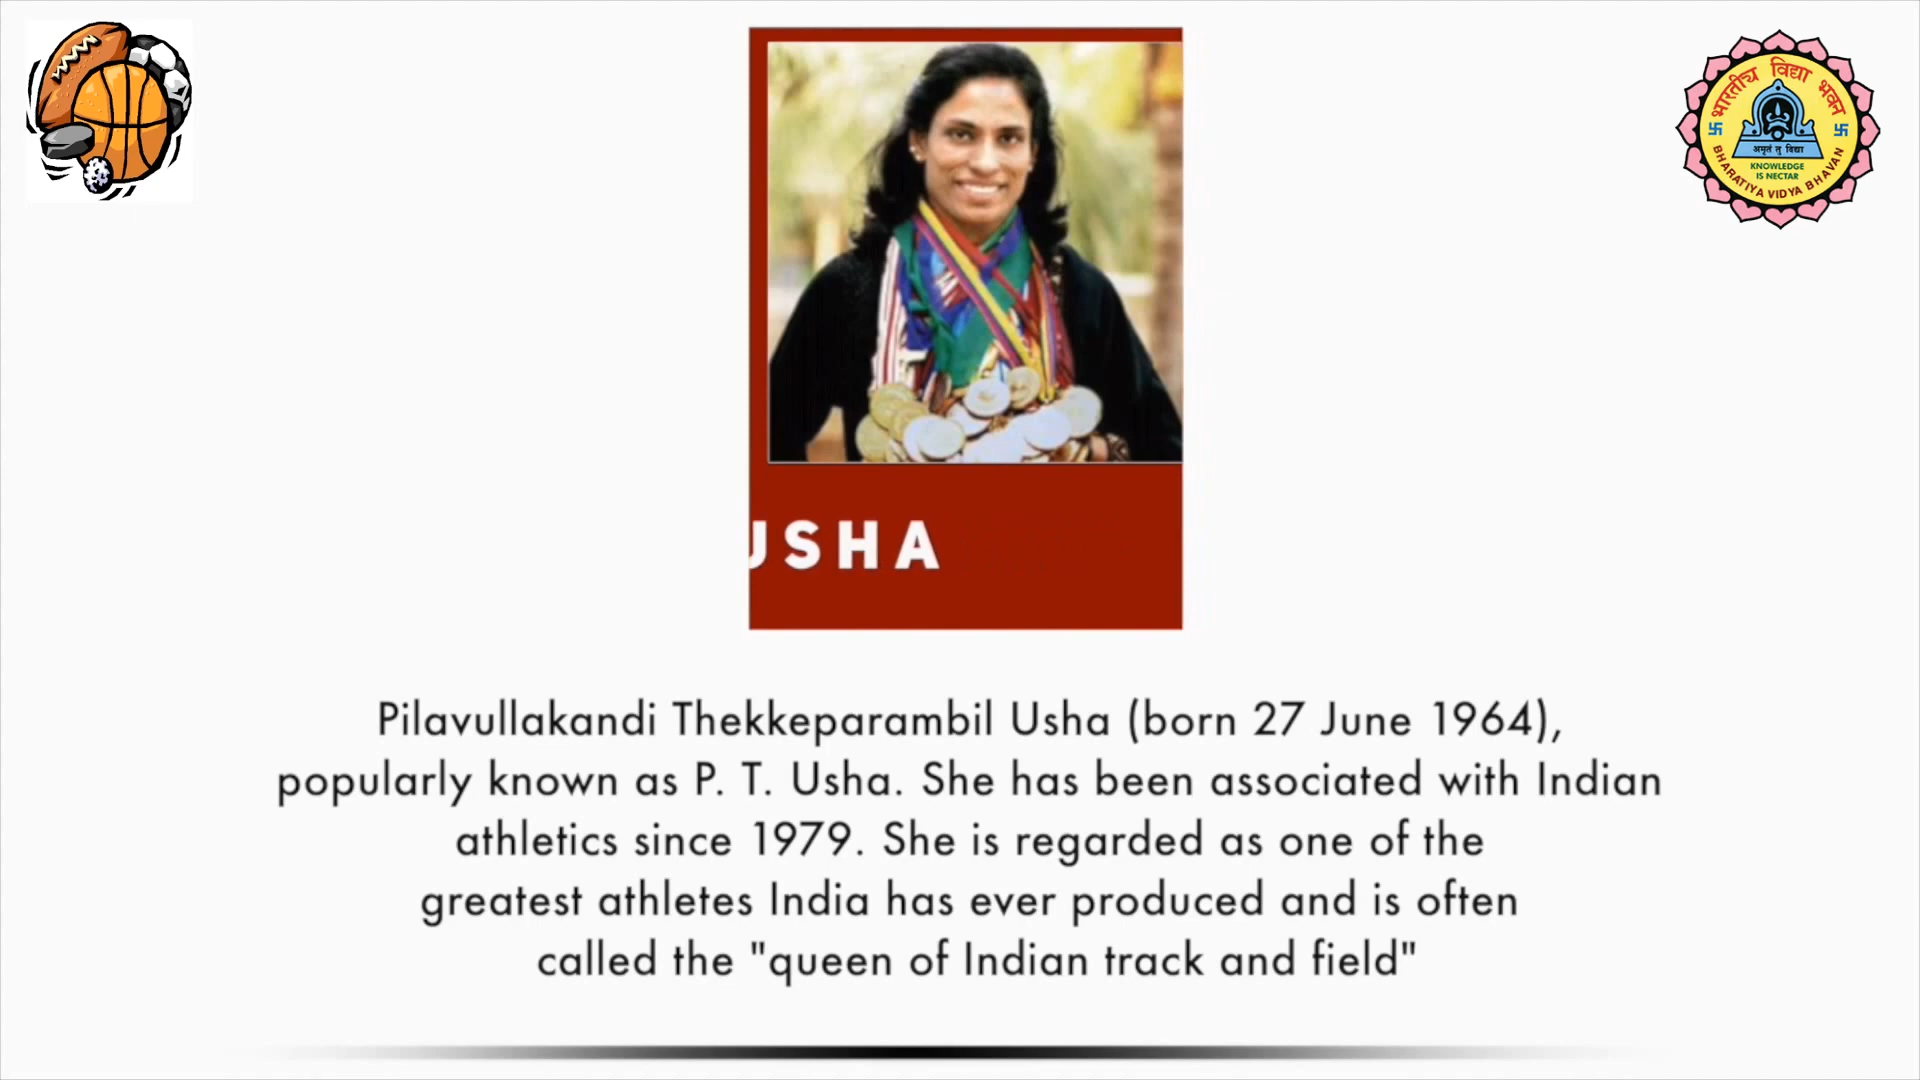 भारतीय विद्या भवन
अमृतं तु विद्या
KNOWLEDGE
IS NECTAR
BHARATIYA VIDYA BHAVAN
USHA
Pilavullakandi Thekkeparambil Usha (born 27 June 1964),
popularly known as P. T. Usha. She has been associated with Indian
athletics since 1979. She is regarded as one of the
greatest athletes India has ever produced and is often
called the "queen of Indian track and field"